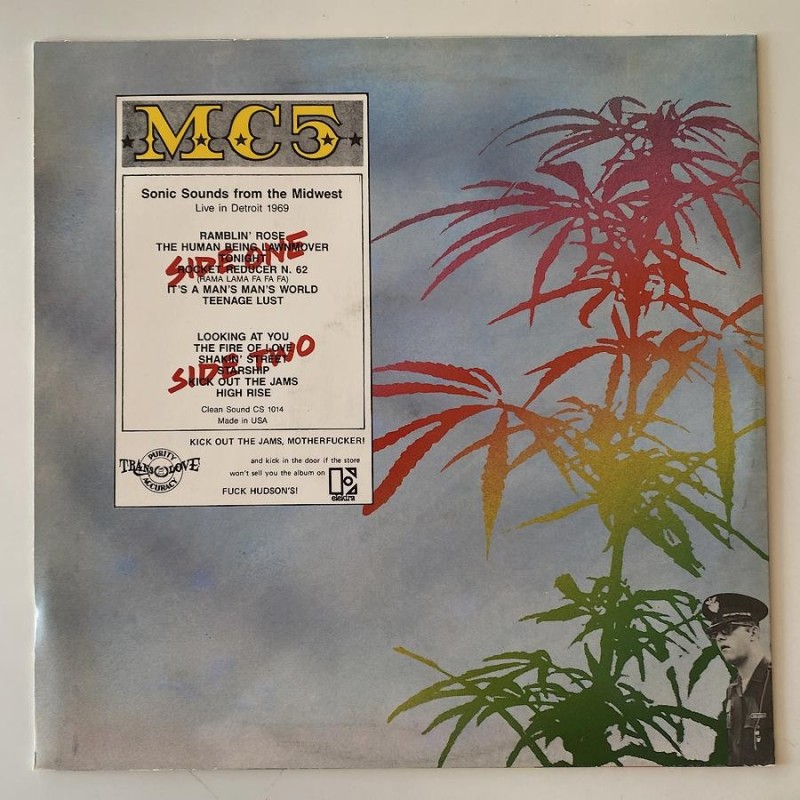 MC5
Sonic Sounds from the Midwest
Live in Detroit 1969
SIDE ONE
RAMBLIN' ROSE
THE HUMAN BEING LAWNMOVER
TONIGHT
ROCKET REDUCER N. 62
(RAMA LAMA FA FA FA)
IT'S A MAN'S MAN'S WORLD
TEENAGE LUST
SIDE TWO
LOOKING AT YOU
THE FIRE OF LOVE
SHAKIN' STREET
STARSHIP
KICK OUT THE JAMS
HIGH RISE
Clean Sound CS 1014
Made in USA
KICK OUT THE JAMS, MOTHERFUCKER!
and kick in the door if the store
won't sell you the album on
elektra
FUCK HUDSON'S!
PURITY
TRANS LOVE
ACCURACY